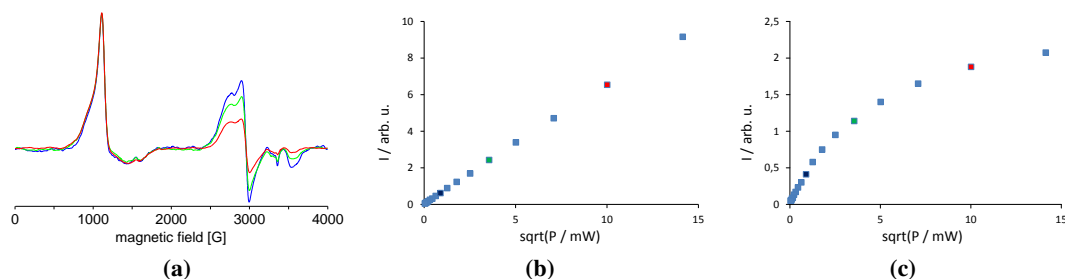 0 1000 2000 3000 4000
magnetic field [G]
(a)
I / arb. u.
10
8
6
4
2
0
0 5 10 15
sqrt(P / mW)
(b)
I / arb. u.
2,5
2
1,5
1
0,5
0
0 5 10 15
sqrt(P / mW)
(c)